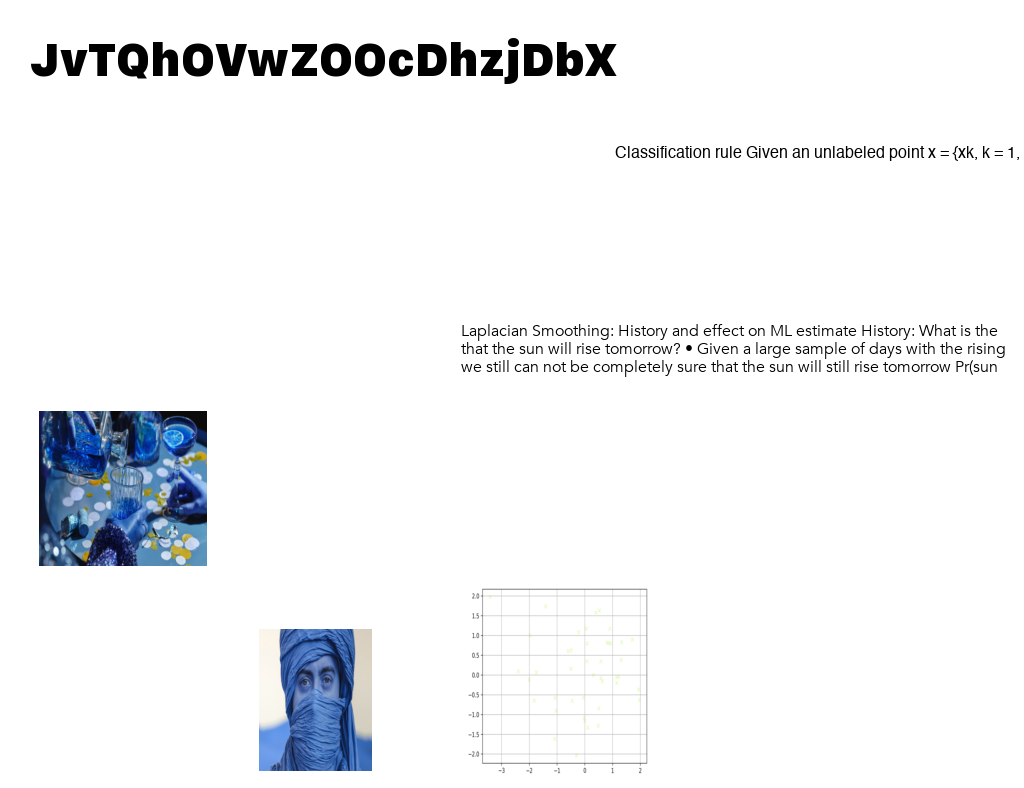 JvTQhOVwZOOcDhzjDbX
Classification rule Given an unlabeled point x = {xk, k = 1,
Laplacian Smoothing: History and effect on ML estimate History: What is the
that the sun will rise tomorrow? • Given a large sample of days with the rising
we still can not be completely sure that the sun will still rise tomorrow Pr(sun
2.0
1.5
1.0
0.5
0.0
−0.5
−1.0
−1.5
−2.0
−3 −2 −1 0 1 2